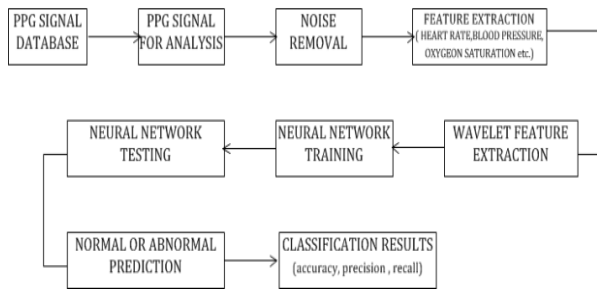 PPG SIGNAL
DATABASE
PPG SIGNAL
FOR ANALYSIS
NOISE
REMOVAL
FEATURE EXTRACTION
( HEART RATE,BLOOD PRESSURE,
OXYGEON SATURATION etc.)
WAVELET FEATURE
EXTRACTION
NEURAL NETWORK
TRAINING
NEURAL NETWORK
TESTING
NORMAL OR ABNORMAL
PREDICTION
CLASSIFICATION RESULTS
(accuracy, precision , recall)